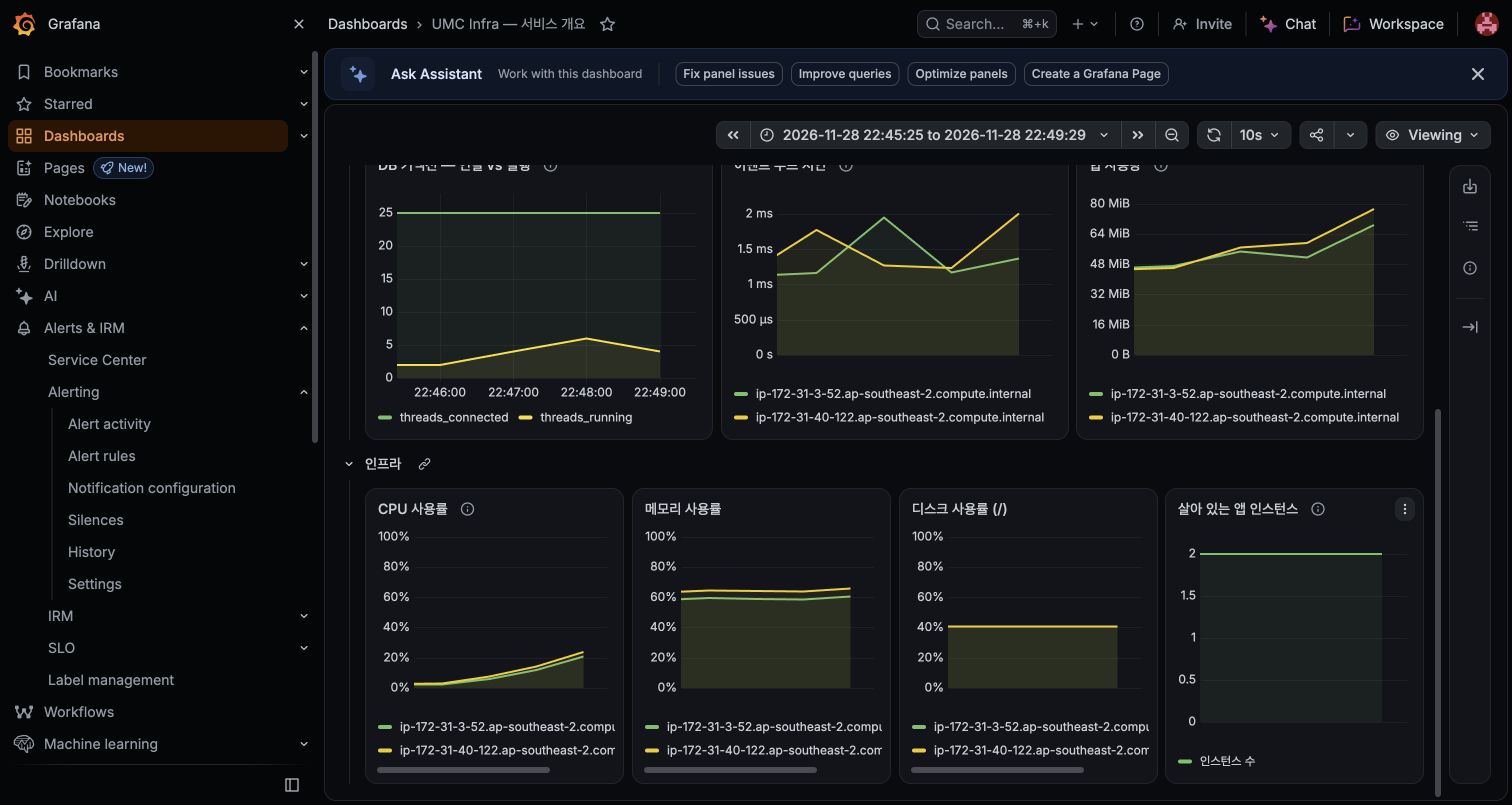 Grafana
Dashboards › UMC Infra — 서비스 개요
Search... ⌘+k
Invite
Chat
Workspace
Bookmarks
Starred
Dashboards
Pages New!
Notebooks
Explore
Drilldown
AI
Alerts & IRM
Service Center
Alerting
Alert activity
Alert rules
Notification configuration
Silences
History
Settings
IRM
SLO
Label management
Workflows
Machine learning
Ask Assistant Work with this dashboard
Fix panel issues
Improve queries
Optimize panels
Create a Grafana Page
2026-11-28 22:45:25 to 2026-11-28 22:49:29
10s
Viewing
DB vs
25
20
15
10
5
0
22:46:00 22:47:00 22:48:00 22:49:00
threads_connected threads_running
2 ms
1.5 ms
1 ms
500 µs
0 s
ip-172-31-3-52.ap-southeast-2.compute.internal
ip-172-31-40-122.ap-southeast-2.compute.internal
80 MiB
64 MiB
48 MiB
32 MiB
16 MiB
0 B
ip-172-31-3-52.ap-southeast-2.compute.internal
ip-172-31-40-122.ap-southeast-2.compute.internal
인프라
CPU 사용률
100%
80%
60%
40%
20%
0%
ip-172-31-3-52.ap-southeast-2.compu
ip-172-31-40-122.ap-southeast-2.com
메모리 사용률
100%
80%
60%
40%
20%
0%
ip-172-31-3-52.ap-southeast-2.compu
ip-172-31-40-122.ap-southeast-2.com
디스크 사용률 (/)
100%
80%
60%
40%
20%
0%
ip-172-31-3-52.ap-southeast-2.compu
ip-172-31-40-122.ap-southeast-2.com
살아 있는 앱 인스턴스
2
1.5
1
0.5
0
인스턴스 수